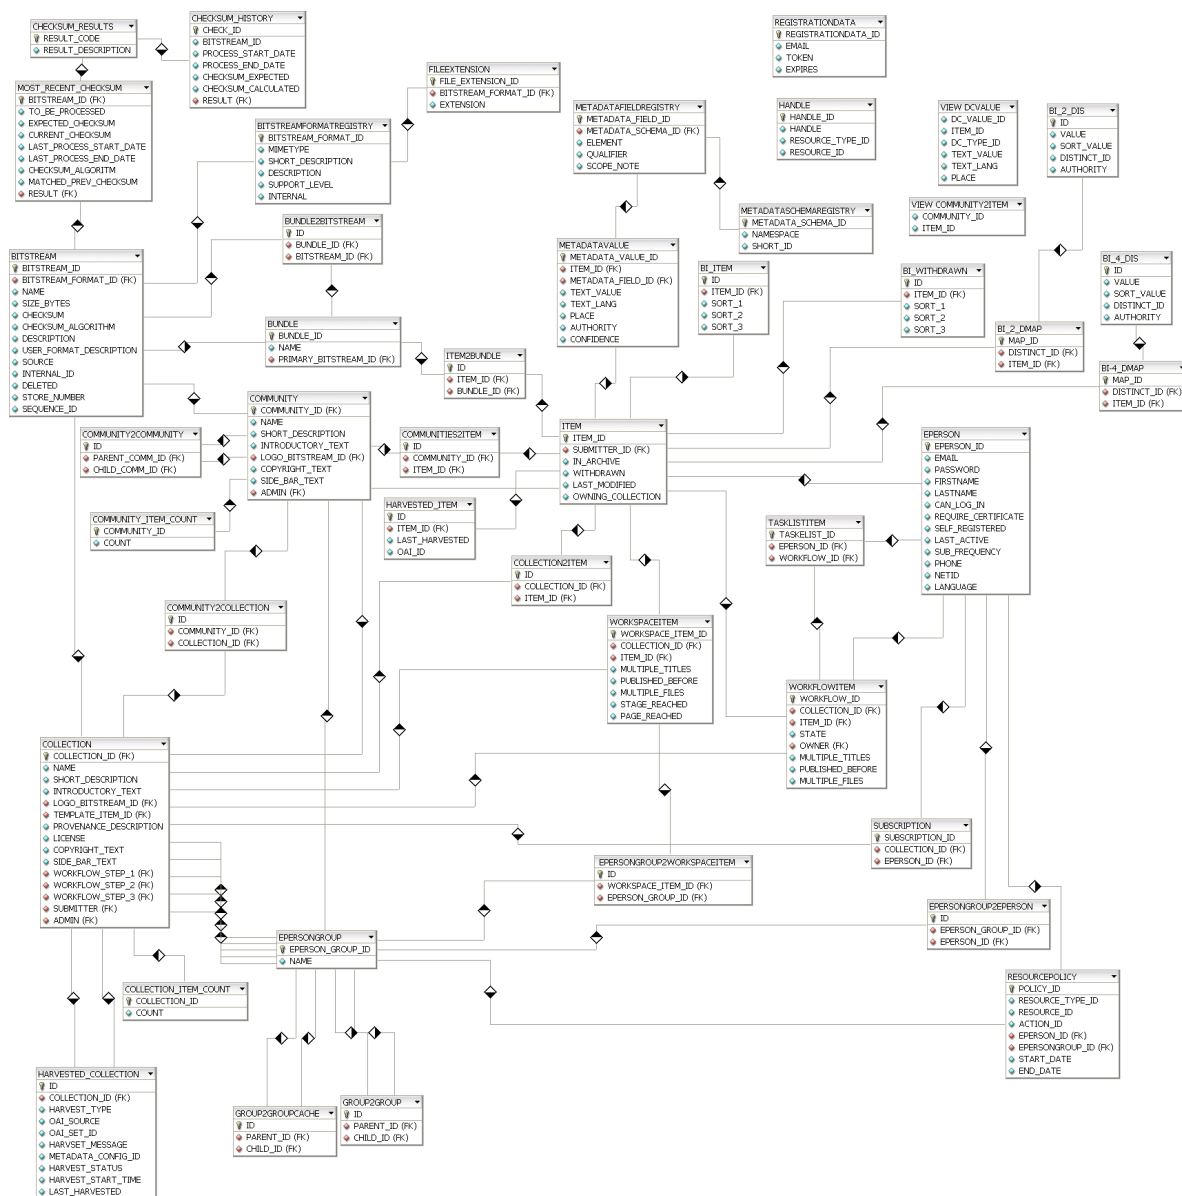 CHECKSUM_RESULTS
RESULT_CODE
RESULT_DESCRIPTION
CHECKSUM_HISTORY
CHECK_ID
BITSTREAM_ID
PROCESS_START_DATE
PROCESS_END_DATE
CHECKSUM_EXPECTED
CHECKSUM_CALCULATED
RESULT (FK)
REGISTRATIONDATA
REGISTRATIONDATA_ID
EMAIL
TOKEN
EXPIRES
MOST_RECENT_CHECKSUM
BITSTREAM_ID (FK)
TO_BE_PROCESSED
EXPECTED_CHECKSUM
CURRENT_CHECKSUM
LAST_PROCESS_START_DATE
LAST_PROCESS_END_DATE
CHECKSUM_ALGORITM
MATCHED_PREV_CHECKSUM
RESULT (FK)
FILEEXTENSION
FILE_EXTENSION_ID
BITSTREAM_FORMAT_ID (FK)
EXTENSION
BITSTREAMFORMATREGISTRY
BITSTREAM_FORMAT_ID
MIMETYPE
SHORT_DESCRIPTION
DESCRIPTION
SUPPORT_LEVEL
INTERNAL
METADATAFIELDREGISTRY
METADATA_FIELD_ID
METADATA_SCHEMA_ID (FK)
ELEMENT
QUALIFIER
SCOPE_NOTE
HANDLE
HANDLE_ID
HANDLE
RESOURCE_TYPE_ID
RESOURCE_ID
VIEW DCVALUE
DC_VALUE_ID
ITEM_ID
DC_TYPE_ID
TEXT_VALUE
TEXT_LANG
PLACE
BI_2_DIS
ID
VALUE
SORT_VALUE
DISTINCT_ID
AUTHORITY
METADATASCHEMAREGISTRY
METADATA_SCHEMA_ID
NAMESPACE
SHORT_ID
VIEW COMMUNITY2ITEM
COMMUNITY_ID
ITEM_ID
BUNDLE2BITSTREAM
ID
BUNDLE_ID (FK)
BITSTREAM_ID (FK)
BITSTREAM
BITSTREAM_ID
BITSTREAM_FORMAT_ID (FK)
NAME
SIZE_BYTES
CHECKSUM
CHECKSUM_ALGORITHM
DESCRIPTION
USER_FORMAT_DESCRIPTION
SOURCE
INTERNAL_ID
DELETED
STORE_NUMBER
SEQUENCE_ID
METADATAVALUE
METADATA_VALUE_ID
ITEM_ID (FK)
METADATA_FIELD_ID (FK)
TEXT_VALUE
TEXT_LANG
PLACE
AUTHORITY
CONFIDENCE
BI_ITEM
ID
ITEM_ID (FK)
SORT_1
SORT_2
SORT_3
BI_WITHDRAWN
ID
ITEM_ID (FK)
SORT_1
SORT_2
SORT_3
BI_4_DIS
ID
VALUE
SORT_VALUE
DISTINCT_ID
AUTHORITY
BUNDLE
BUNDLE_ID
NAME
PRIMARY_BITSTREAM_ID (FK)
BI_2_DMAP
MAP_ID
DISTINCT_ID (FK)
ITEM_ID (FK)
ITEM2BUNDLE
ID
ITEM_ID (FK)
BUNDLE_ID (FK)
BI-4_DMAP
MAP_ID
DISTINCT_ID (FK)
ITEM_ID (FK)
COMMUNITY
COMMUNITY_ID (FK)
NAME
SHORT_DESCRIPTION
INTRODUCTORY_TEXT
LOGO_BITSTREAM_ID (FK)
COPYRIGHT_TEXT
SIDE_BAR_TEXT
ADMIN (FK)
COMMUNITY2COMMUNITY
ID
PARENT_COMM_ID (FK)
CHILD_COMM_ID (FK)
COMMUNITIES2ITEM
ID
COMMUNITY_ID (FK)
ITEM_ID (FK)
ITEM
ITEM_ID
SUBMITTER_ID (FK)
IN_ARCHIVE
WITHDRAWN
LAST_MODIFIED
OWNING_COLLECTION
EPERSON
EPERSON_ID
EMAIL
PASSWORD
FIRSTNAME
LASTNAME
CAN_LOG_IN
REQUIRE_CERTIFICATE
SELF_REGISTERED
LAST_ACTIVE
SUB_FREQUENCY
PHONE
NETID
LANGUAGE
COMMUNITY_ITEM_COUNT
COMMUNITY_ID
COUNT
HARVESTED_ITEM
ID
ITEM_ID (FK)
LAST_HARVESTED
OAI_ID
TASKLISTITEM
TASKELIST_ID
EPERSON_ID (FK)
WORKFLOW_ID (FK)
COLLECTION2ITEM
ID
COLLECTION_ID (FK)
ITEM_ID (FK)
COMMUNITY2COLLECTION
ID
COMMUNITY_ID (FK)
COLLECTION_ID (FK)
WORKSPACEITEM
WORKSPACE_ITEM_ID
COLLECTION_ID (FK)
ITEM_ID (FK)
MULTIPLE_TITLES
PUBLISHED_BEFORE
MULTIPLE_FILES
STAGE_REACHED
PAGE_REACHED
WORKFLOWITEM
WORKFLOW_ID
COLLECTION_ID (FK)
ITEM_ID (FK)
STATE
OWNER (FK)
MULTIPLE_TITLES
PUBLISHED_BEFORE
MULTIPLE_FILES
COLLECTION
COLLECTION_ID (FK)
NAME
SHORT_DESCRIPTION
INTRODUCTORY_TEXT
LOGO_BITSTREAM_ID (FK)
TEMPLATE_ITEM_ID (FK)
PROVENANCE_DESCRIPTION
LICENSE
COPYRIGHT_TEXT
SIDE_BAR_TEXT
WORKFLOW_STEP_1 (FK)
WORKFLOW_STEP_2 (FK)
WORKFLOW_STEP_3 (FK)
SUBMITTER (FK)
ADMIN (FK)
SUBSCRIPTION
SUBSCRIPTION_ID
COLLECTION_ID (FK)
EPERSON_ID (FK)
EPERSONGROUP2WORKSPACEITEM
ID
WORKSPACE_ITEM_ID (FK)
EPERSON_GROUP_ID (FK)
EPERSONGROUP2EPERSON
ID
EPERSON_GROUP_ID (FK)
EPERSON_ID (FK)
EPERSONGROUP
EPERSON_GROUP_ID
NAME
RESOURCEPOLICY
POLICY_ID
RESOURCE_TYPE_ID
RESOURCE_ID
ACTION_ID
EPERSON_ID (FK)
EPERSONGROUP_ID (FK)
START_DATE
END_DATE
COLLECTION_ITEM_COUNT
COLLECTION_ID
COUNT
HARVESTED_COLLECTION
ID
COLLECTION_ID (FK)
HARVEST_TYPE
OAI_SOURCE
OAI_SET_ID
HARVSET_MESSAGE
METADATA_CONFIG_ID
HARVEST_STATUS
HARVEST_START_TIME
LAST_HARVESTED
GROUP2GROUPCACHE
ID
PARENT_ID (FK)
CHILD_ID (FK)
GROUP2GROUP
ID
PARENT_ID (FK)
CHILD_ID (FK)